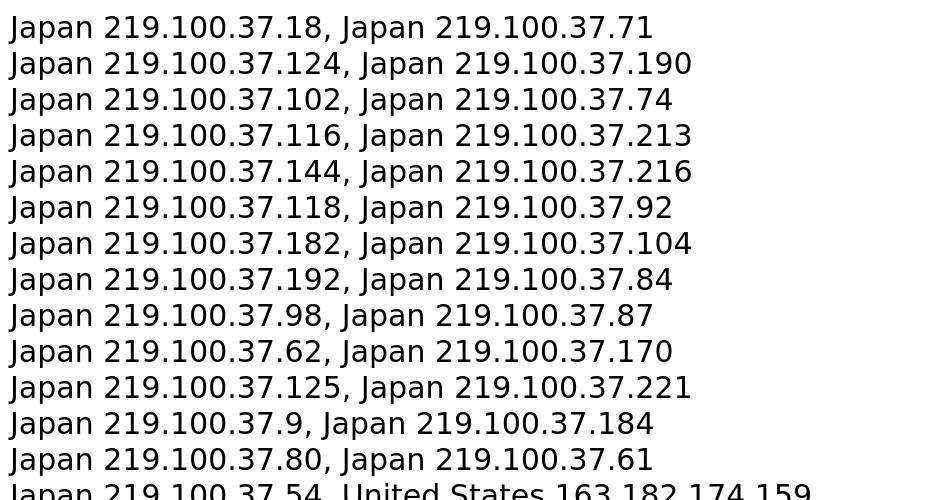 Japan 219.100.37.18, Japan 219.100.37.71
Japan 219.100.37.124, Japan 219.100.37.190
Japan 219.100.37.102, Japan 219.100.37.74
Japan 219.100.37.116, Japan 219.100.37.213
Japan 219.100.37.144, Japan 219.100.37.216
Japan 219.100.37.118, Japan 219.100.37.92
Japan 219.100.37.182, Japan 219.100.37.104
Japan 219.100.37.192, Japan 219.100.37.84
Japan 219.100.37.98, Japan 219.100.37.87
Japan 219.100.37.62, Japan 219.100.37.170
Japan 219.100.37.125, Japan 219.100.37.221
Japan 219.100.37.9, Japan 219.100.37.184
Japan 219.100.37.80, Japan 219.100.37.61
Japan 219.100.37.54, United States 163.182.174.159